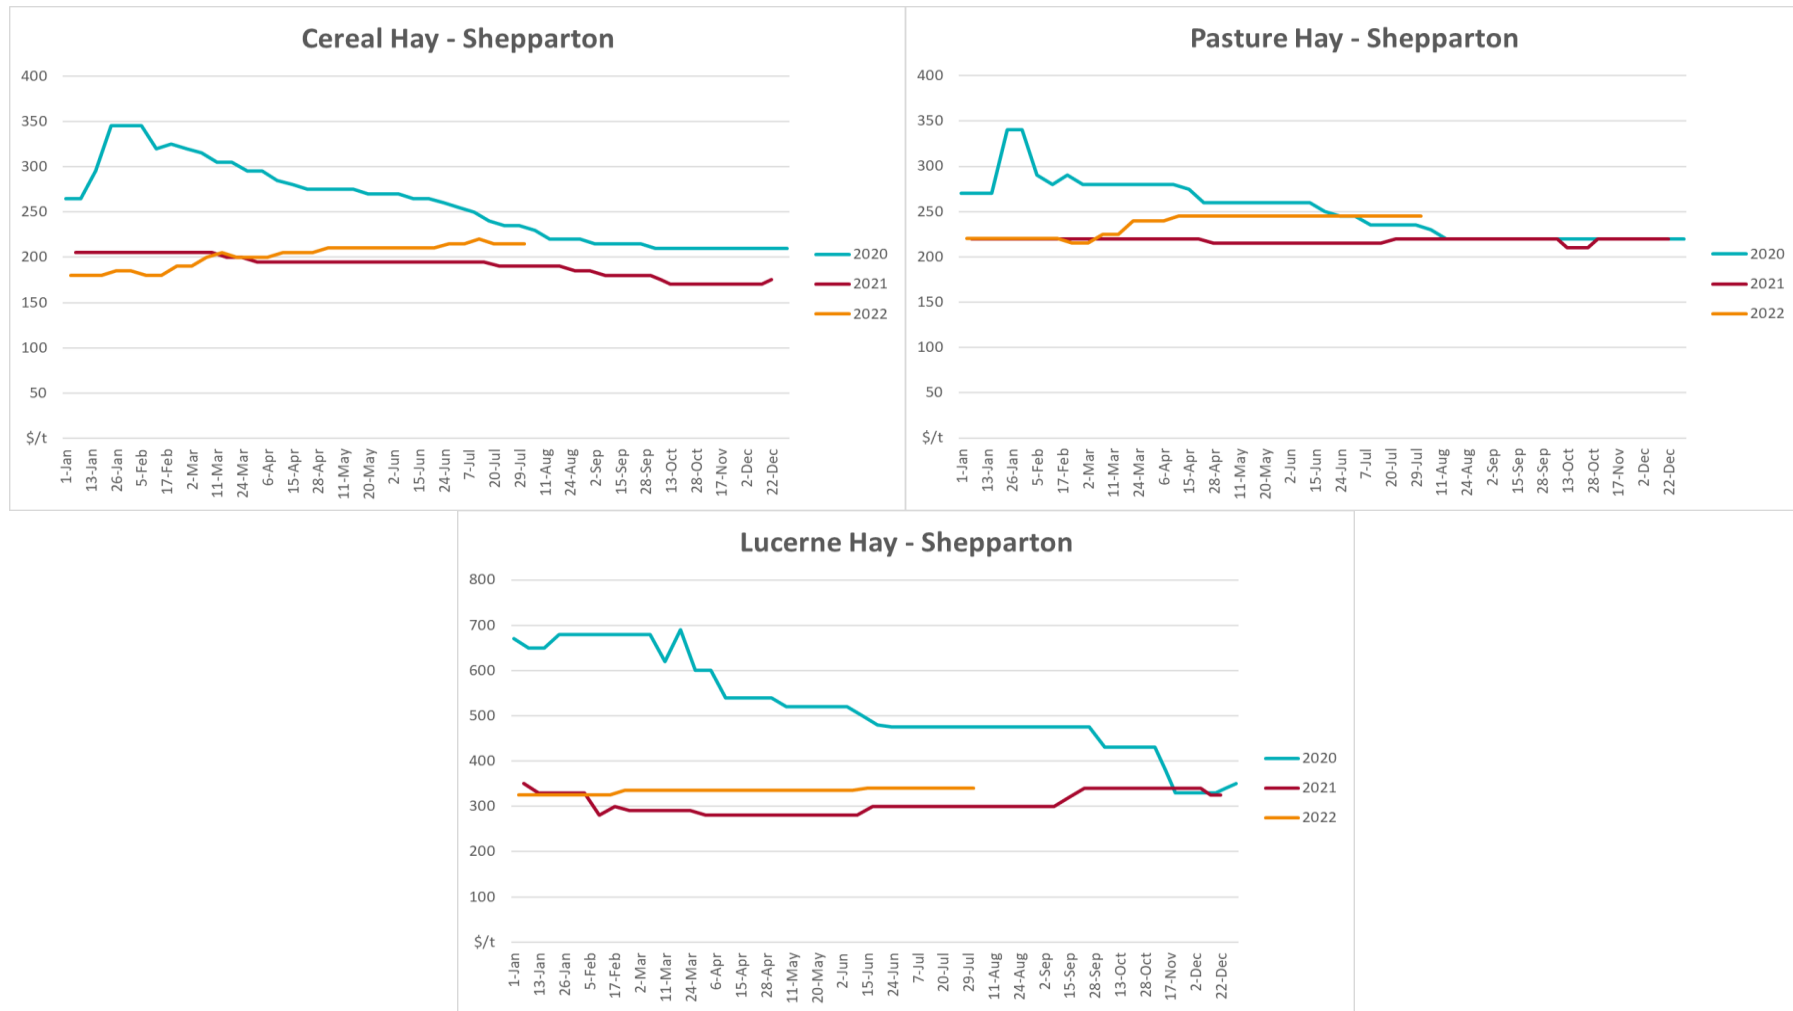 Cereal Hay - Shepparton
400
350
300
250
200
150
100
50
$/t
1-Jan
13-Jan
26-Jan
5-Feb
17-Feb
2-Mar
11-Mar
24-Mar
6-Apr
15-Apr
28-Apr
11-May
20-May
2-Jun
15-Jun
24-Jun
7-Jul
20-Jul
29-Jul
11-Aug
24-Aug
2-Sep
15-Sep
28-Sep
13-Oct
28-Oct
17-Nov
2-Dec
22-Dec
2020
2021
2022
Pasture Hay - Shepparton
400
350
300
250
200
150
100
50
$/t
1-Jan
13-Jan
26-Jan
5-Feb
17-Feb
2-Mar
11-Mar
24-Mar
6-Apr
15-Apr
28-Apr
11-May
20-May
2-Jun
15-Jun
24-Jun
7-Jul
20-Jul
29-Jul
11-Aug
24-Aug
2-Sep
15-Sep
28-Sep
13-Oct
28-Oct
17-Nov
2-Dec
22-Dec
2020
2021
2022
Lucerne Hay - Shepparton
800
700
600
500
400
300
200
100
$/t
1-Jan
13-Jan
26-Jan
5-Feb
17-Feb
2-Mar
11-Mar
24-Mar
6-Apr
15-Apr
28-Apr
11-May
20-May
2-Jun
15-Jun
24-Jun
7-Jul
20-Jul
29-Jul
11-Aug
24-Aug
2-Sep
15-Sep
28-Sep
13-Oct
28-Oct
17-Nov
2-Dec
22-Dec
2020
2021
2022